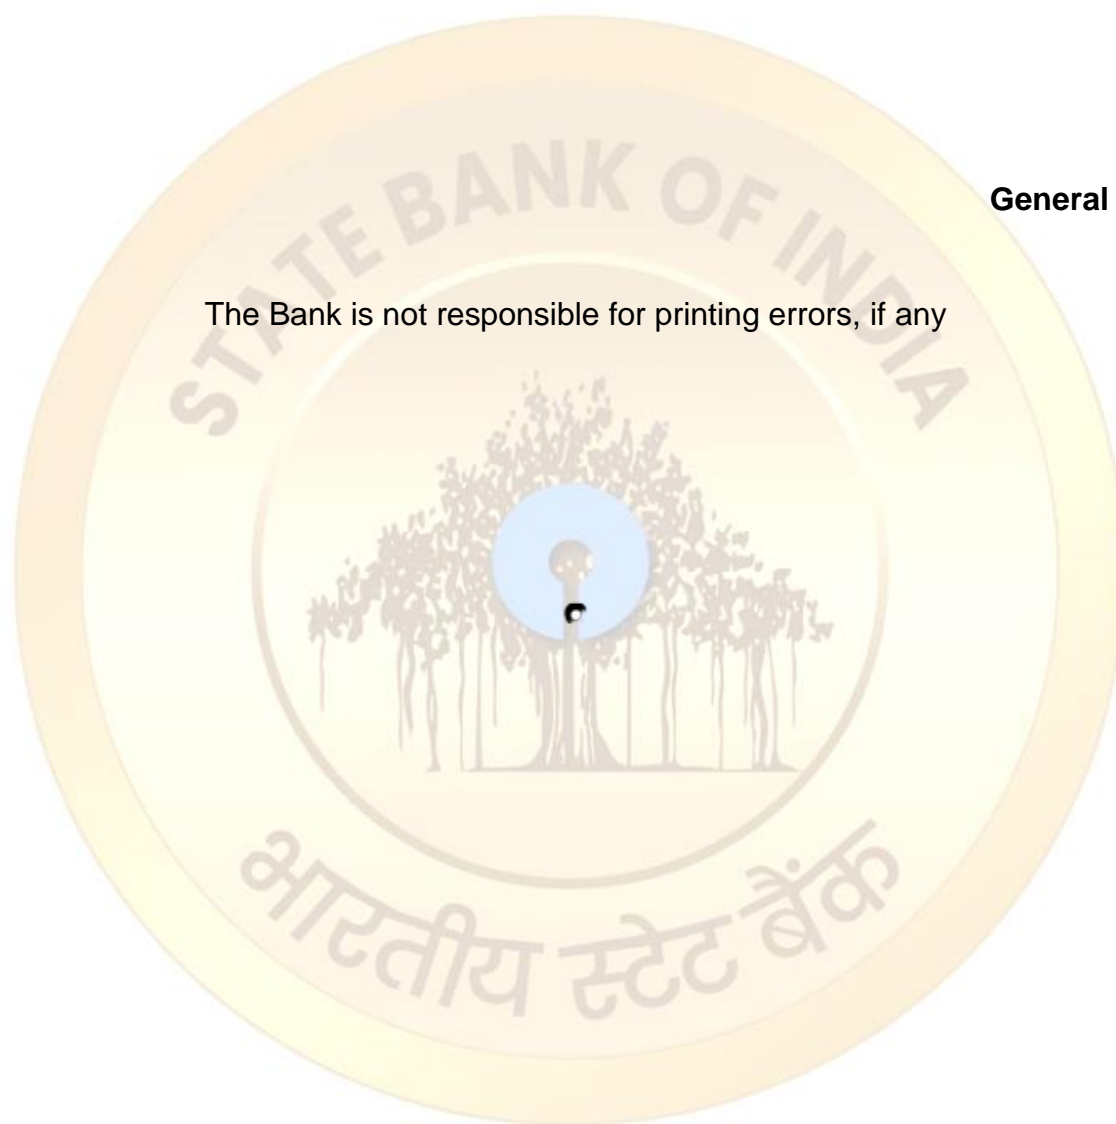 STATE BANK OF INDIA
General
The Bank is not responsible for printing errors, if any
भारतीय स्टेट बैंक